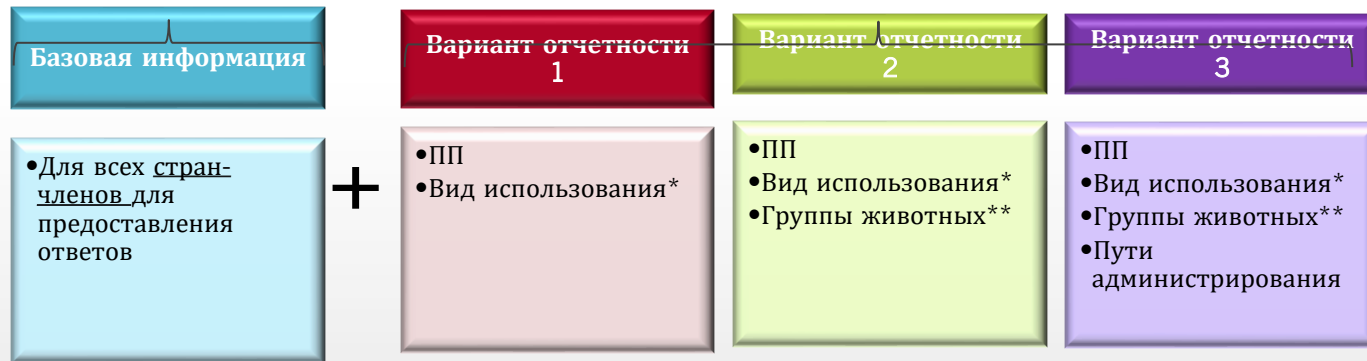 Базовая информация
•Для всех стран-
членов для
предоставления
ответов
+
Вариант отчетности
1
•ПП
•Вид использования*
Вариант отчетности
2
•ПП
•Вид использования*
•Группы животных**
Вариант отчетности
3
•ПП
•Вид использования*
•Группы животных**
•Пути
администрирования